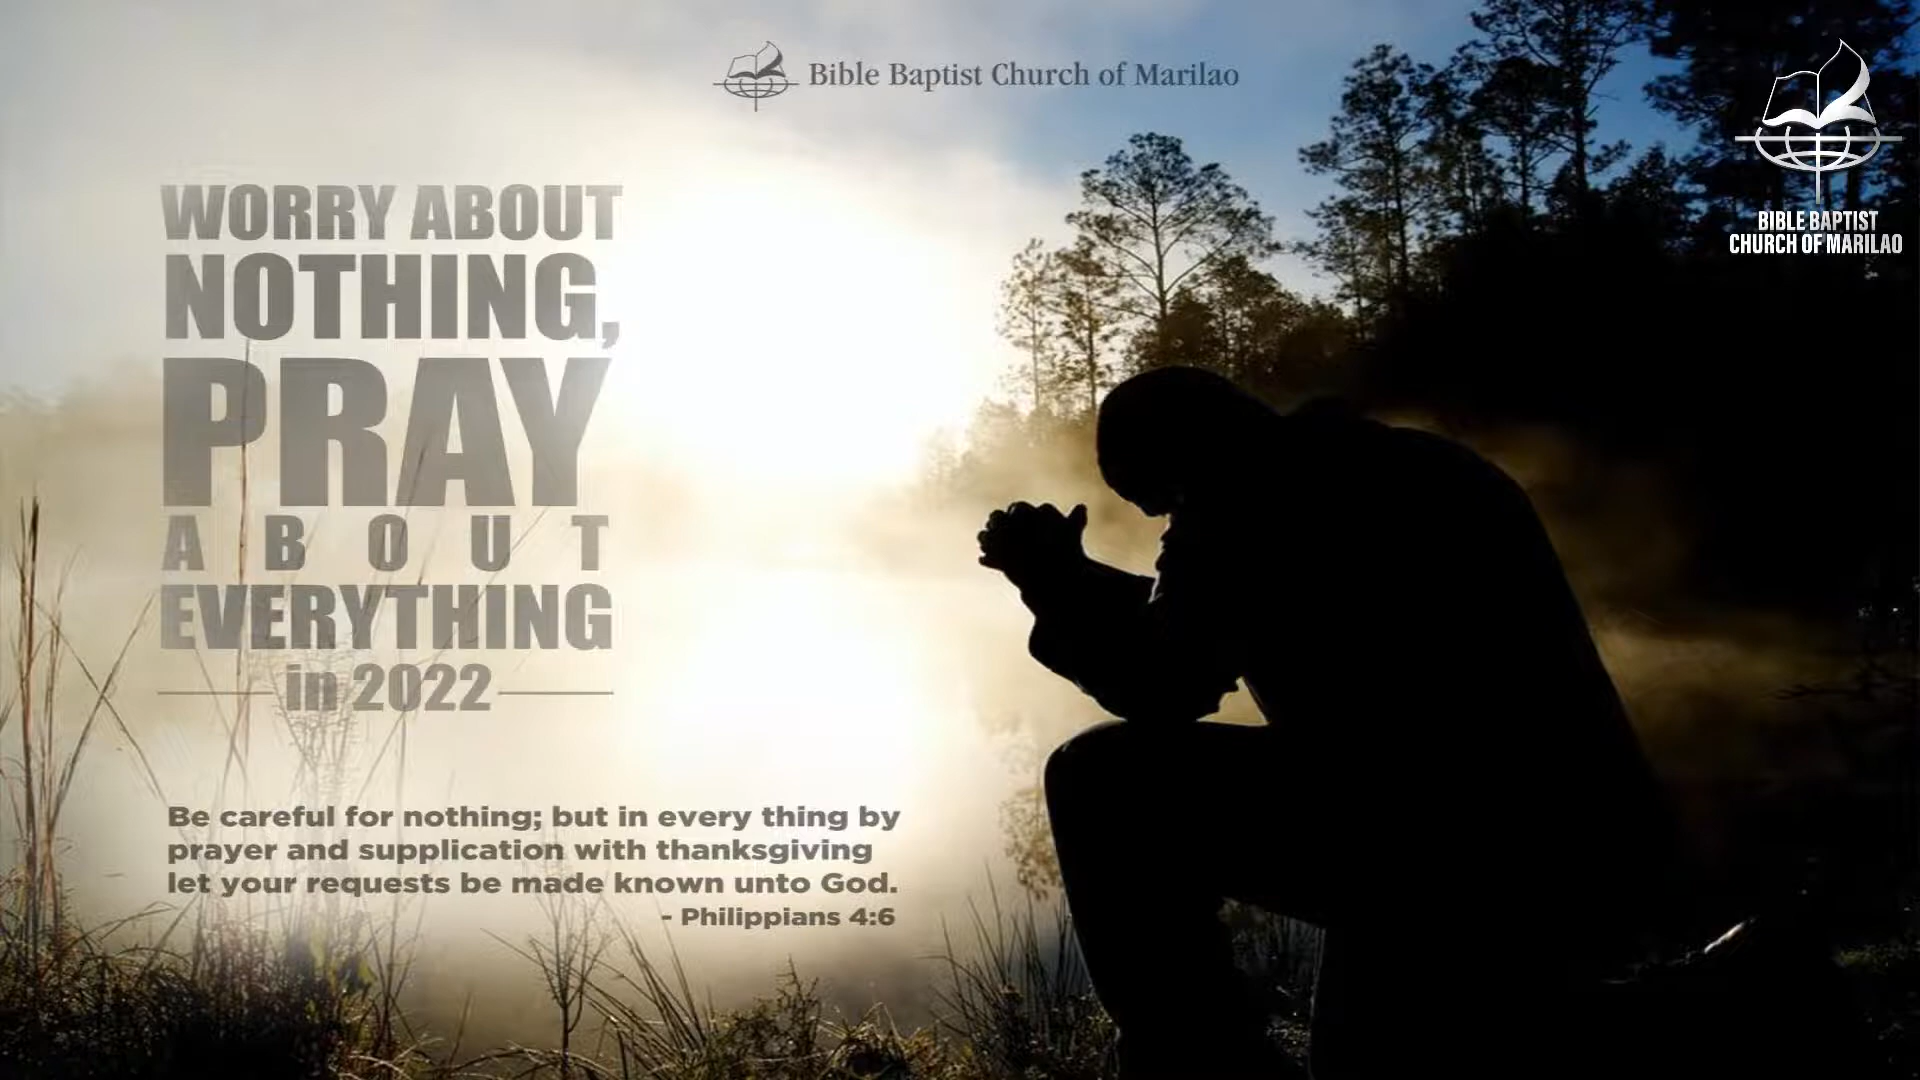 Bible Baptist Church of Marilao
BIBLE BAPTIST
CHURCH OF MARILAO
WORRY ABOUT
NOTHING,
PRAY
ABOUT
EVERYTHING
in 2022
Be careful for nothing; but in every thing by
prayer and supplication with thanksgiving
let your requests be made known unto God.
- Philippians 4:6